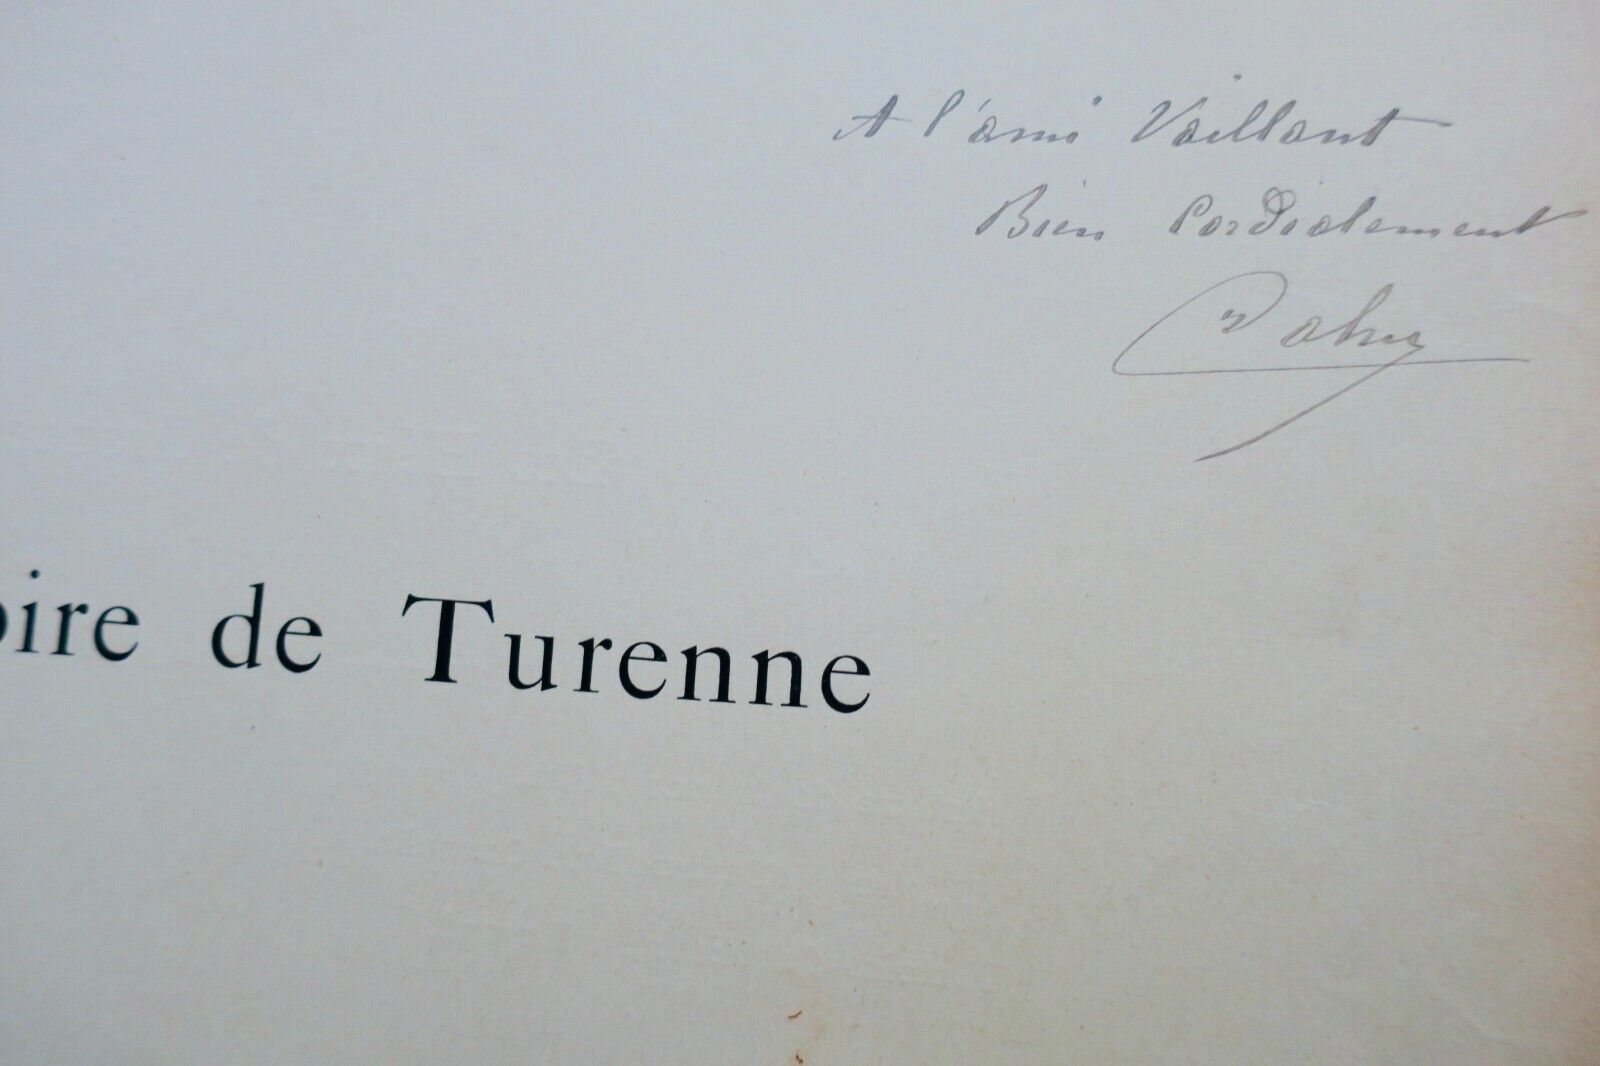 A l'ami Vaillant
Bien Cordialement
oire de Turenne